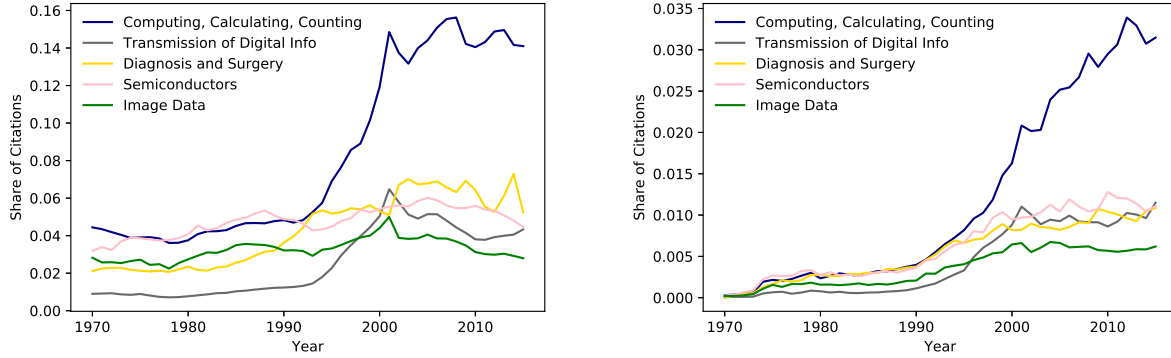 Share of Citations
0.16
0.14
0.12
0.10
0.08
0.06
0.04
0.02
0.00
Computing, Calculating, Counting
Transmission of Digital Info
Diagnosis and Surgery
Semiconductors
Image Data
1970 1980 1990 2000 2010
Year
Share of Citations
0.035
0.030
0.025
0.020
0.015
0.010
0.005
0.000
Computing, Calculating, Counting
Transmission of Digital Info
Diagnosis and Surgery
Semiconductors
Image Data
1970 1980 1990 2000 2010
Year